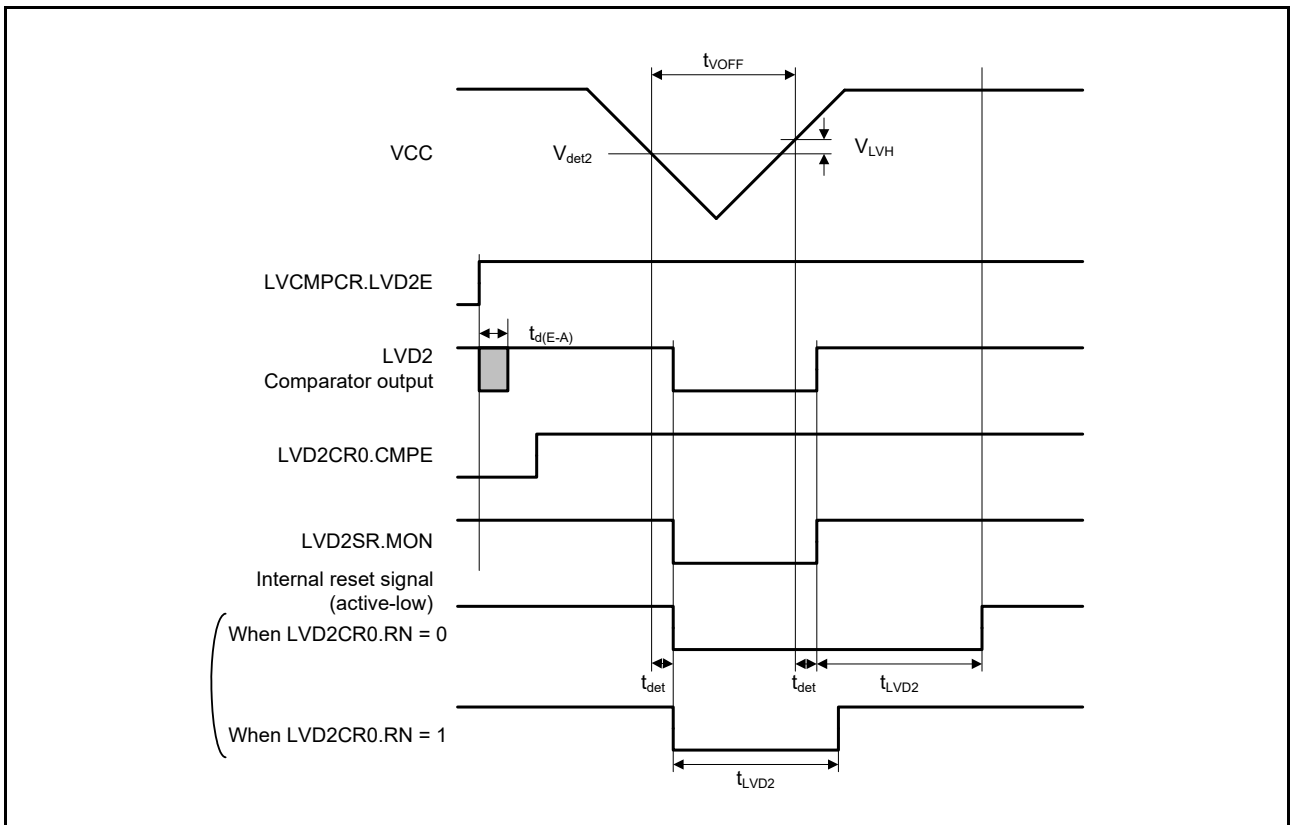 tVOFF
VCC
Vdet2
VLVH
LVCMPCR.LVD2E
td(E-A)
LVD2
Comparator output
LVD2CR0.CMPE
LVD2SR.MON
Internal reset signal
(active-low)
When LVD2CR0.RN = 0
tdet
tdet
tLVD2
When LVD2CR0.RN = 1
tLVD2